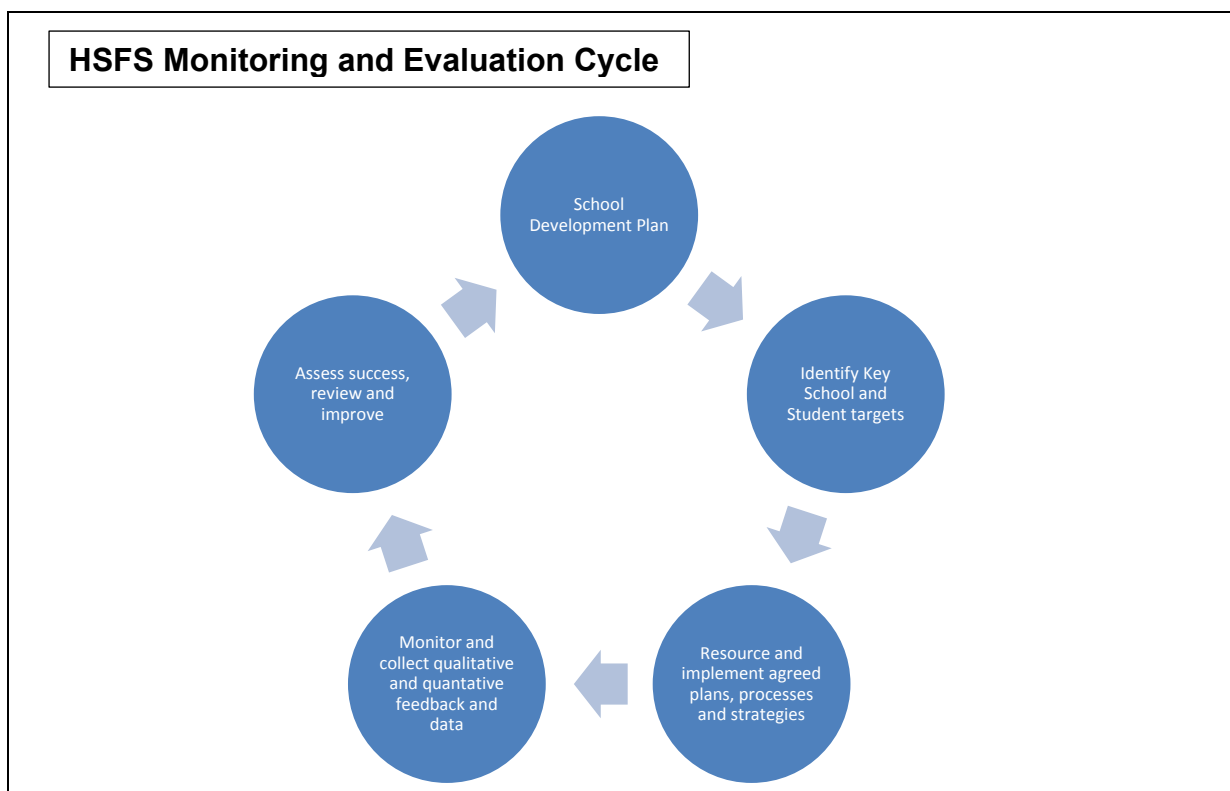 HSFS Monitoring and Evaluation Cycle
School
Development Plan
Identify Key
School and
Student targets
Resource and
implement agreed
plans, processes
and strategies
Monitor and
collect qualitative
and quantative
feedback and
data
Assess success,
review and
improve